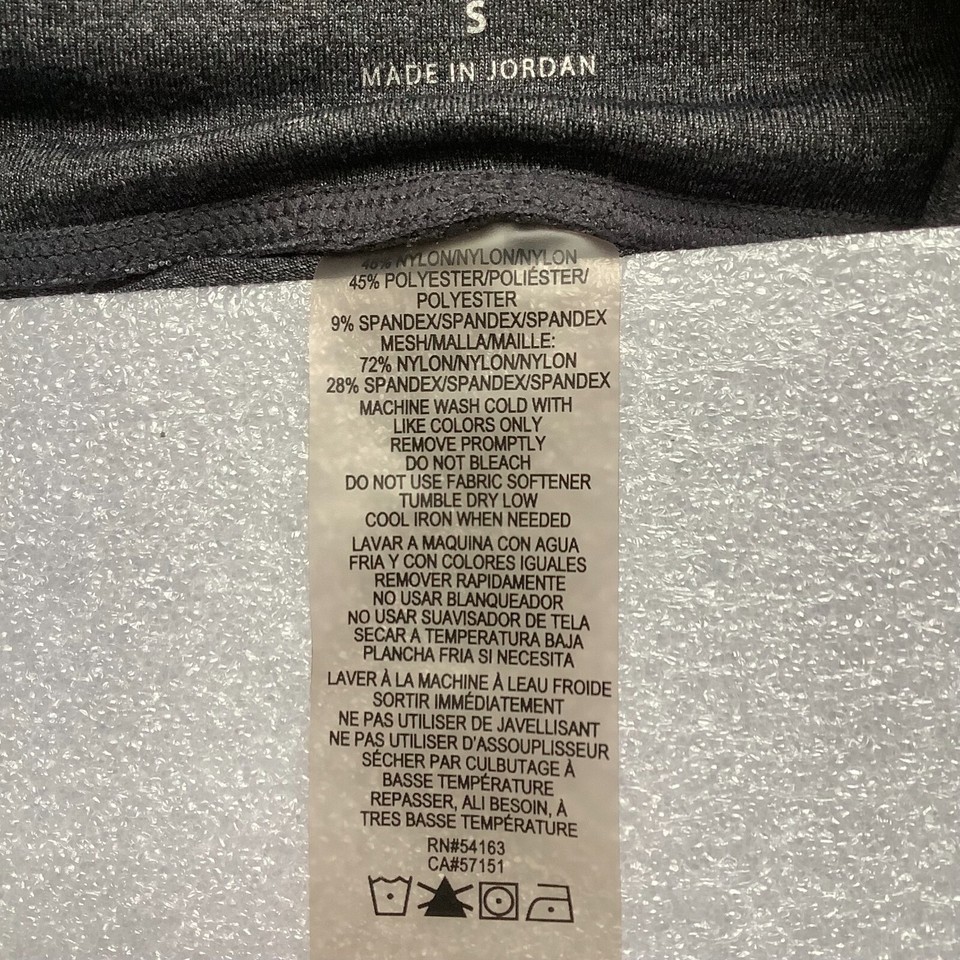 S
MADE IN JORDAN
46% NYLON/NYLON/NYLON
45% POLYESTER/POLIÉSTER/
POLYESTER
9% SPANDEX/SPANDEX/SPANDEX
MESH/MALLA/MAILLE:
72% NYLON/NYLON/NYLON
28% SPANDEX/SPANDEX/SPANDEX
MACHINE WASH COLD WITH
LIKE COLORS ONLY
REMOVE PROMPTLY
DO NOT BLEACH
DO NOT USE FABRIC SOFTENER
TUMBLE DRY LOW
COOL IRON WHEN NEEDED
LAVAR A MAQUINA CON AGUA
FRIA Y CON COLORES IGUALES
REMOVER RAPIDAMENTE
NO USAR BLANQUEADOR
NO USAR SUAVISADOR DE TELA
SECAR A TEMPERATURA BAJA
PLANCHA FRIA SI NECESITA
LAVER À LA MACHINE À LEAU FROIDE
SORTIR IMMÉDIATEMENT
NE PAS UTILISER DE JAVELLISANT
NE PAS UTILISER D'ASSOUPLISSEUR
SÉCHER PAR CULBUTAGE À
BASSE TEMPÉRATURE
REPASSER, ALI BESOIN, À
TRES BASSE TEMPÉRATURE
RN#54163
CA#57151